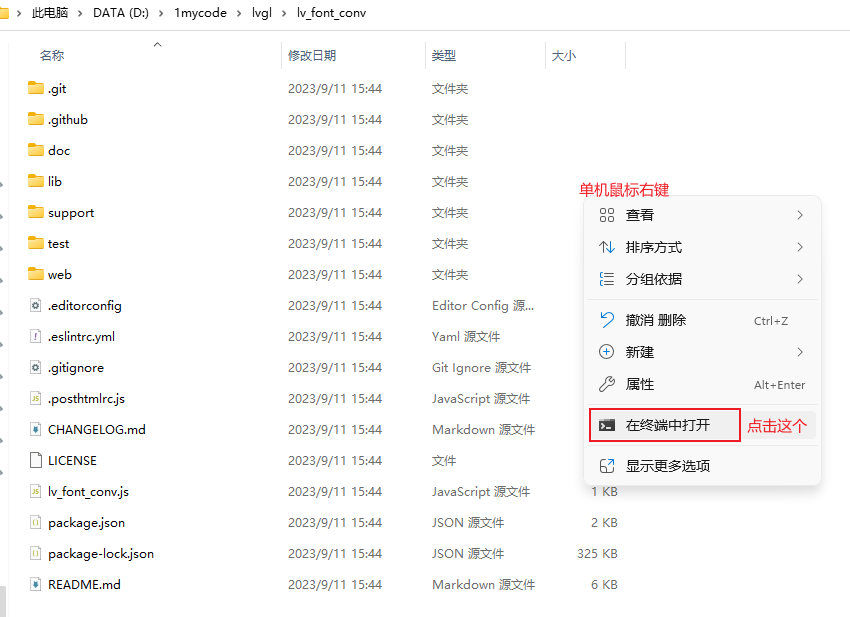 此电脑 > DATA (D:) > 1mycode > lvgl > lv_font_conv
名称 修改日期 类型 大小
.git 2023/9/11 15:44 文件夹
.github 2023/9/11 15:44 文件夹
doc 2023/9/11 15:44 文件夹
lib 2023/9/11 15:44 文件夹
support 2023/9/11 15:44 文件夹
test 2023/9/11 15:44 文件夹
web 2023/9/11 15:44 文件夹
.editorconfig 2023/9/11 15:44 Editor Config 源...
.eslintrc.yml 2023/9/11 15:44 Yaml 源文件
.gitignore 2023/9/11 15:44 Git Ignore 源文件
.posthtmlrc.js 2023/9/11 15:44 JavaScript 源文件
CHANGELOG.md 2023/9/11 15:44 Markdown 源文件
LICENSE 2023/9/11 15:44 文件
lv_font_conv.js 2023/9/11 15:44 JavaScript 源文件 1 KB
package.json 2023/9/11 15:44 JSON 源文件 2 KB
package-lock.json 2023/9/11 15:44 JSON 源文件 325 KB
README.md 2023/9/11 15:44 Markdown 源文件 6 KB
单机鼠标右键
查看
排序方式
分组依据
撤消 删除 Ctrl+Z
新建
属性 Alt+Enter
在终端中打开 点击这个
显示更多选项